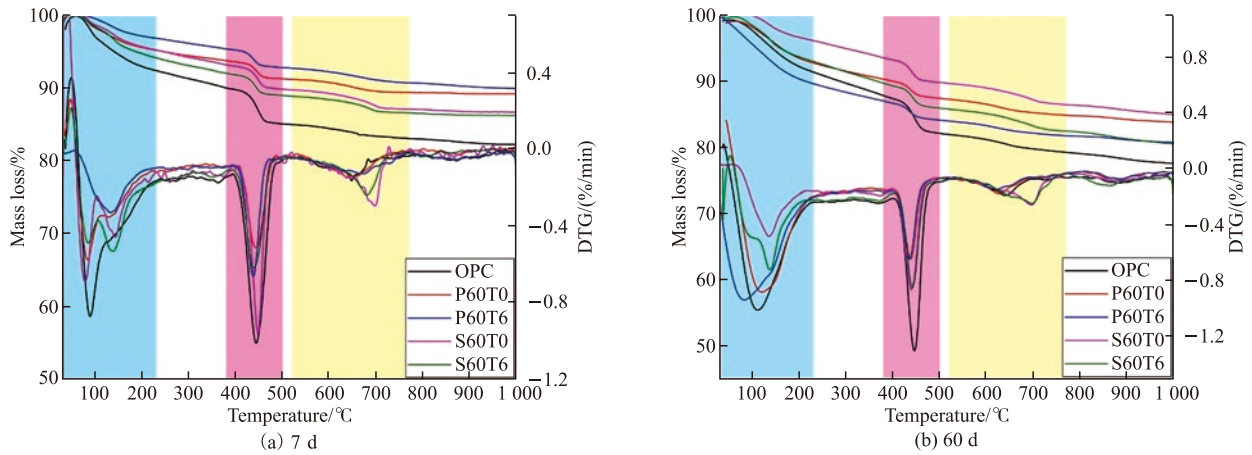 100
90
80
70
60
50
Mass loss/%
0.4
0.0
−0.4
−0.8
−1.2
DTG/(%/min)
OPC
P60T0
P60T6
S60T0
S60T6
100 200 300 400 500 600 700 800 900 1 000
Temperature/℃
(a) 7 d
100
90
80
70
60
50
Mass loss/%
0.8
0.4
0.0
−0.4
−0.8
−1.2
DTG/(%/min)
OPC
P60T0
P60T6
S60T0
S60T6
100 200 300 400 500 600 700 800 900 1 000
Temperature/℃
(b) 60 d